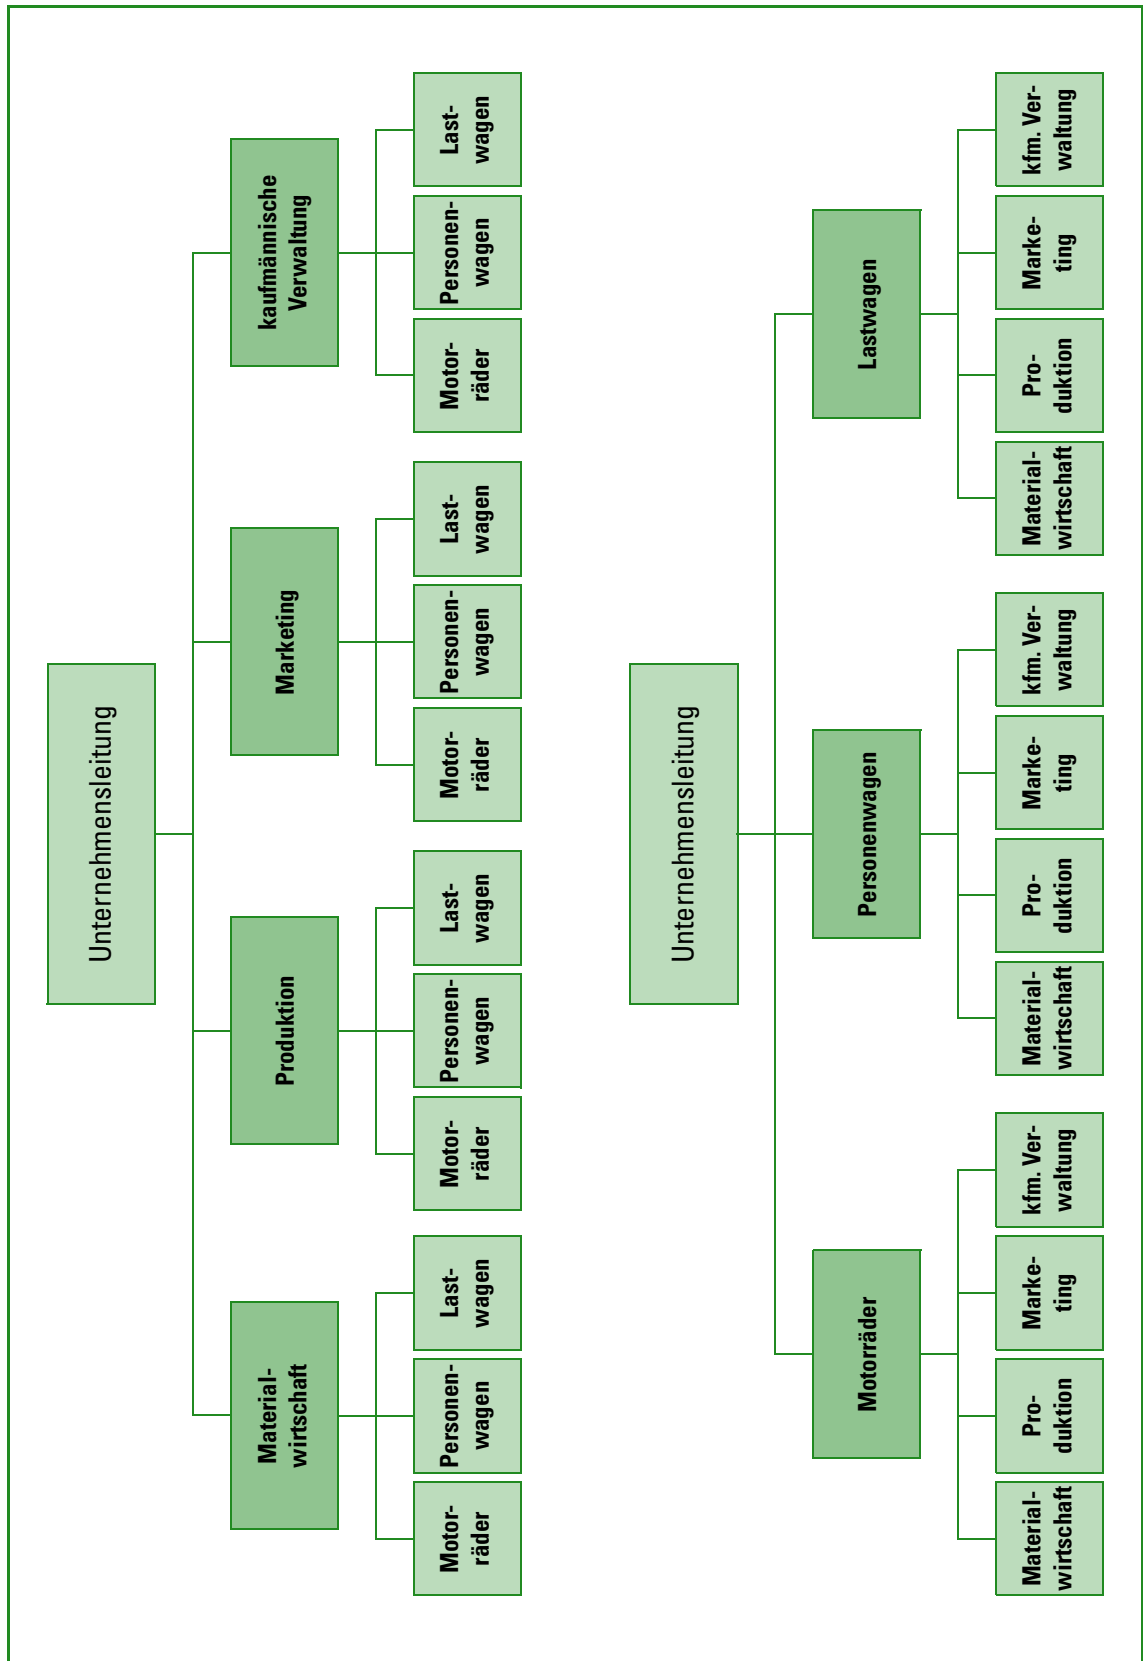 Unternehmensleitung
Material-
wirtschaft
Produktion
Marketing
kaufmännische
Verwaltung
Motor-
räder
Personen-
wagen
Last-
wagen
Motor-
räder
Personen-
wagen
Last-
wagen
Motor-
räder
Personen-
wagen
Last-
wagen
Motor-
räder
Personen-
wagen
Last-
wagen
Unternehmensleitung
Motorräder
Personenwagen
Lastwagen
Material-
wirtschaft
Pro-
duktion
Marke-
ting
kfm. Ver-
waltung
Material-
wirtschaft
Pro-
duktion
Marke-
ting
kfm. Ver-
waltung
Material-
wirtschaft
Pro-
duktion
Marke-
ting
kfm. Ver-
waltung